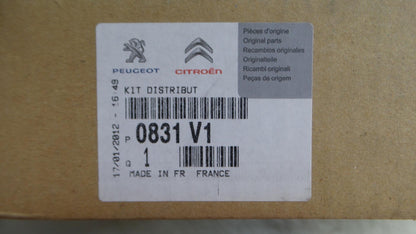 PEUGEOT
CITROËN
Pièces d'origine
Original parts
Recambios originales
Originalteile
Ricambi originali
Peças de origem
KIT DISTRIBUT
P 0831 V1
Q 1
MADE IN FR FRANCE
17/01/2012 - 16:49